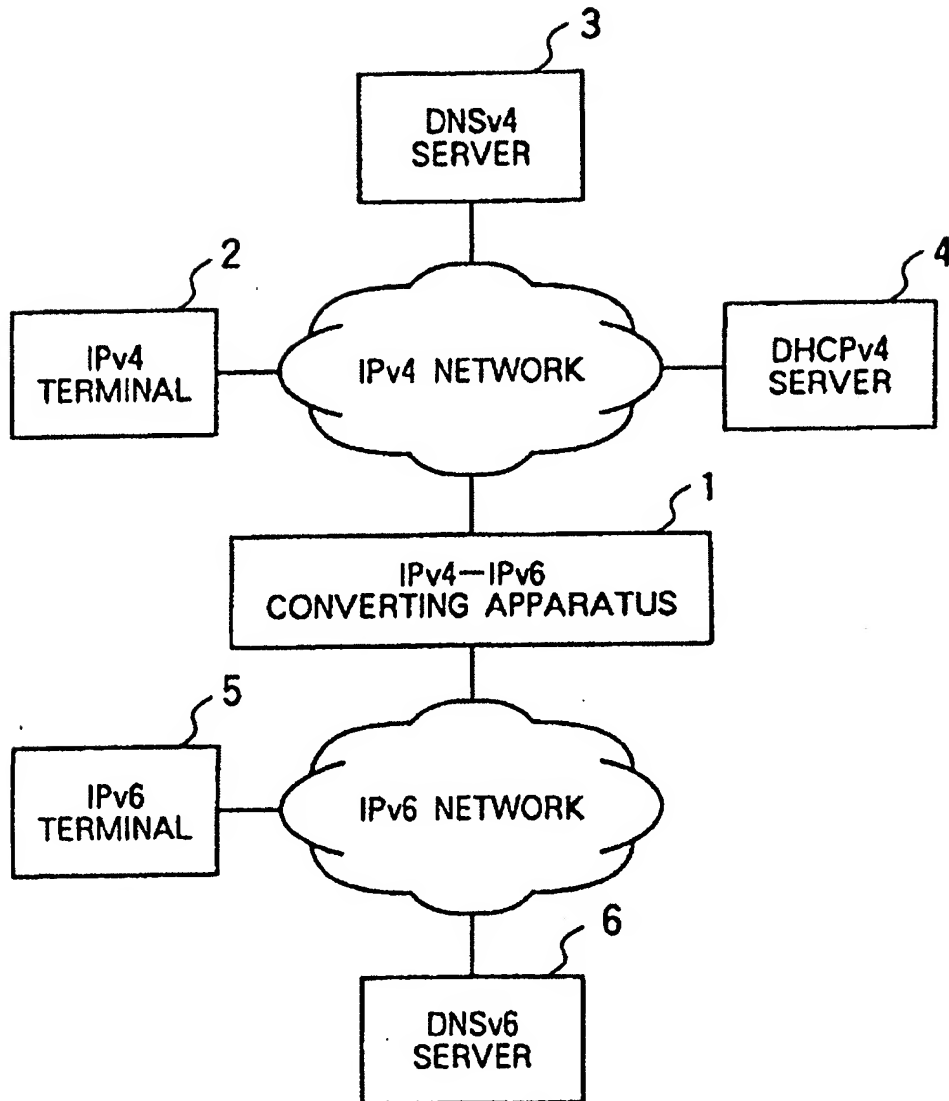 3
DNSv4
SERVER
2
4
IPv4
TERMINAL
IPv4 NETWORK
DHCPv4
SERVER
1
IPv4—IPv6
CONVERTING APPARATUS
5
IPv6
TERMINAL
IPv6 NETWORK
6
DNSv6
SERVER